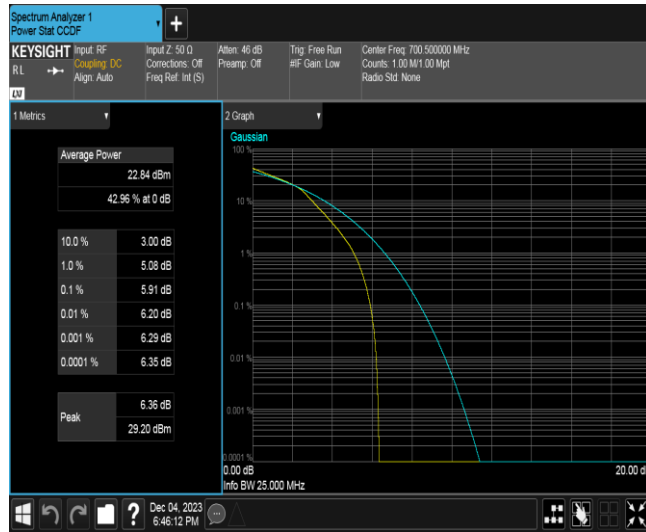 Spectrum Analyzer 1
Power Stat CCDF
+
KEYSIGHT
RL
LXI
Input: RF
Coupling: DC
Align: Auto
Input Z: 50 Ω
Corrections: Off
Freq Ref: Int (S)
Atten: 46 dB
Preamp: Off
Trig: Free Run
#IF Gain: Low
Center Freq: 700.500000 MHz
Counts: 1.00 M/1.00 Mpt
Radio Std: None
1 Metrics
Average Power
22.84 dBm
42.96 % at 0 dB
10.0 % 3.00 dB
1.0 % 5.08 dB
0.1 % 5.91 dB
0.01 % 6.20 dB
0.001 % 6.29 dB
0.0001 % 6.35 dB
Peak
6.36 dB
29.20 dBm
2 Graph
Gaussian
100 %
10 %
1 %
0.1 %
0.01 %
0.001 %
0.0001 %
0.00 dB
20.00 d
Info BW 25.000 MHz
?
Dec 04, 2023
6:46:12 PM